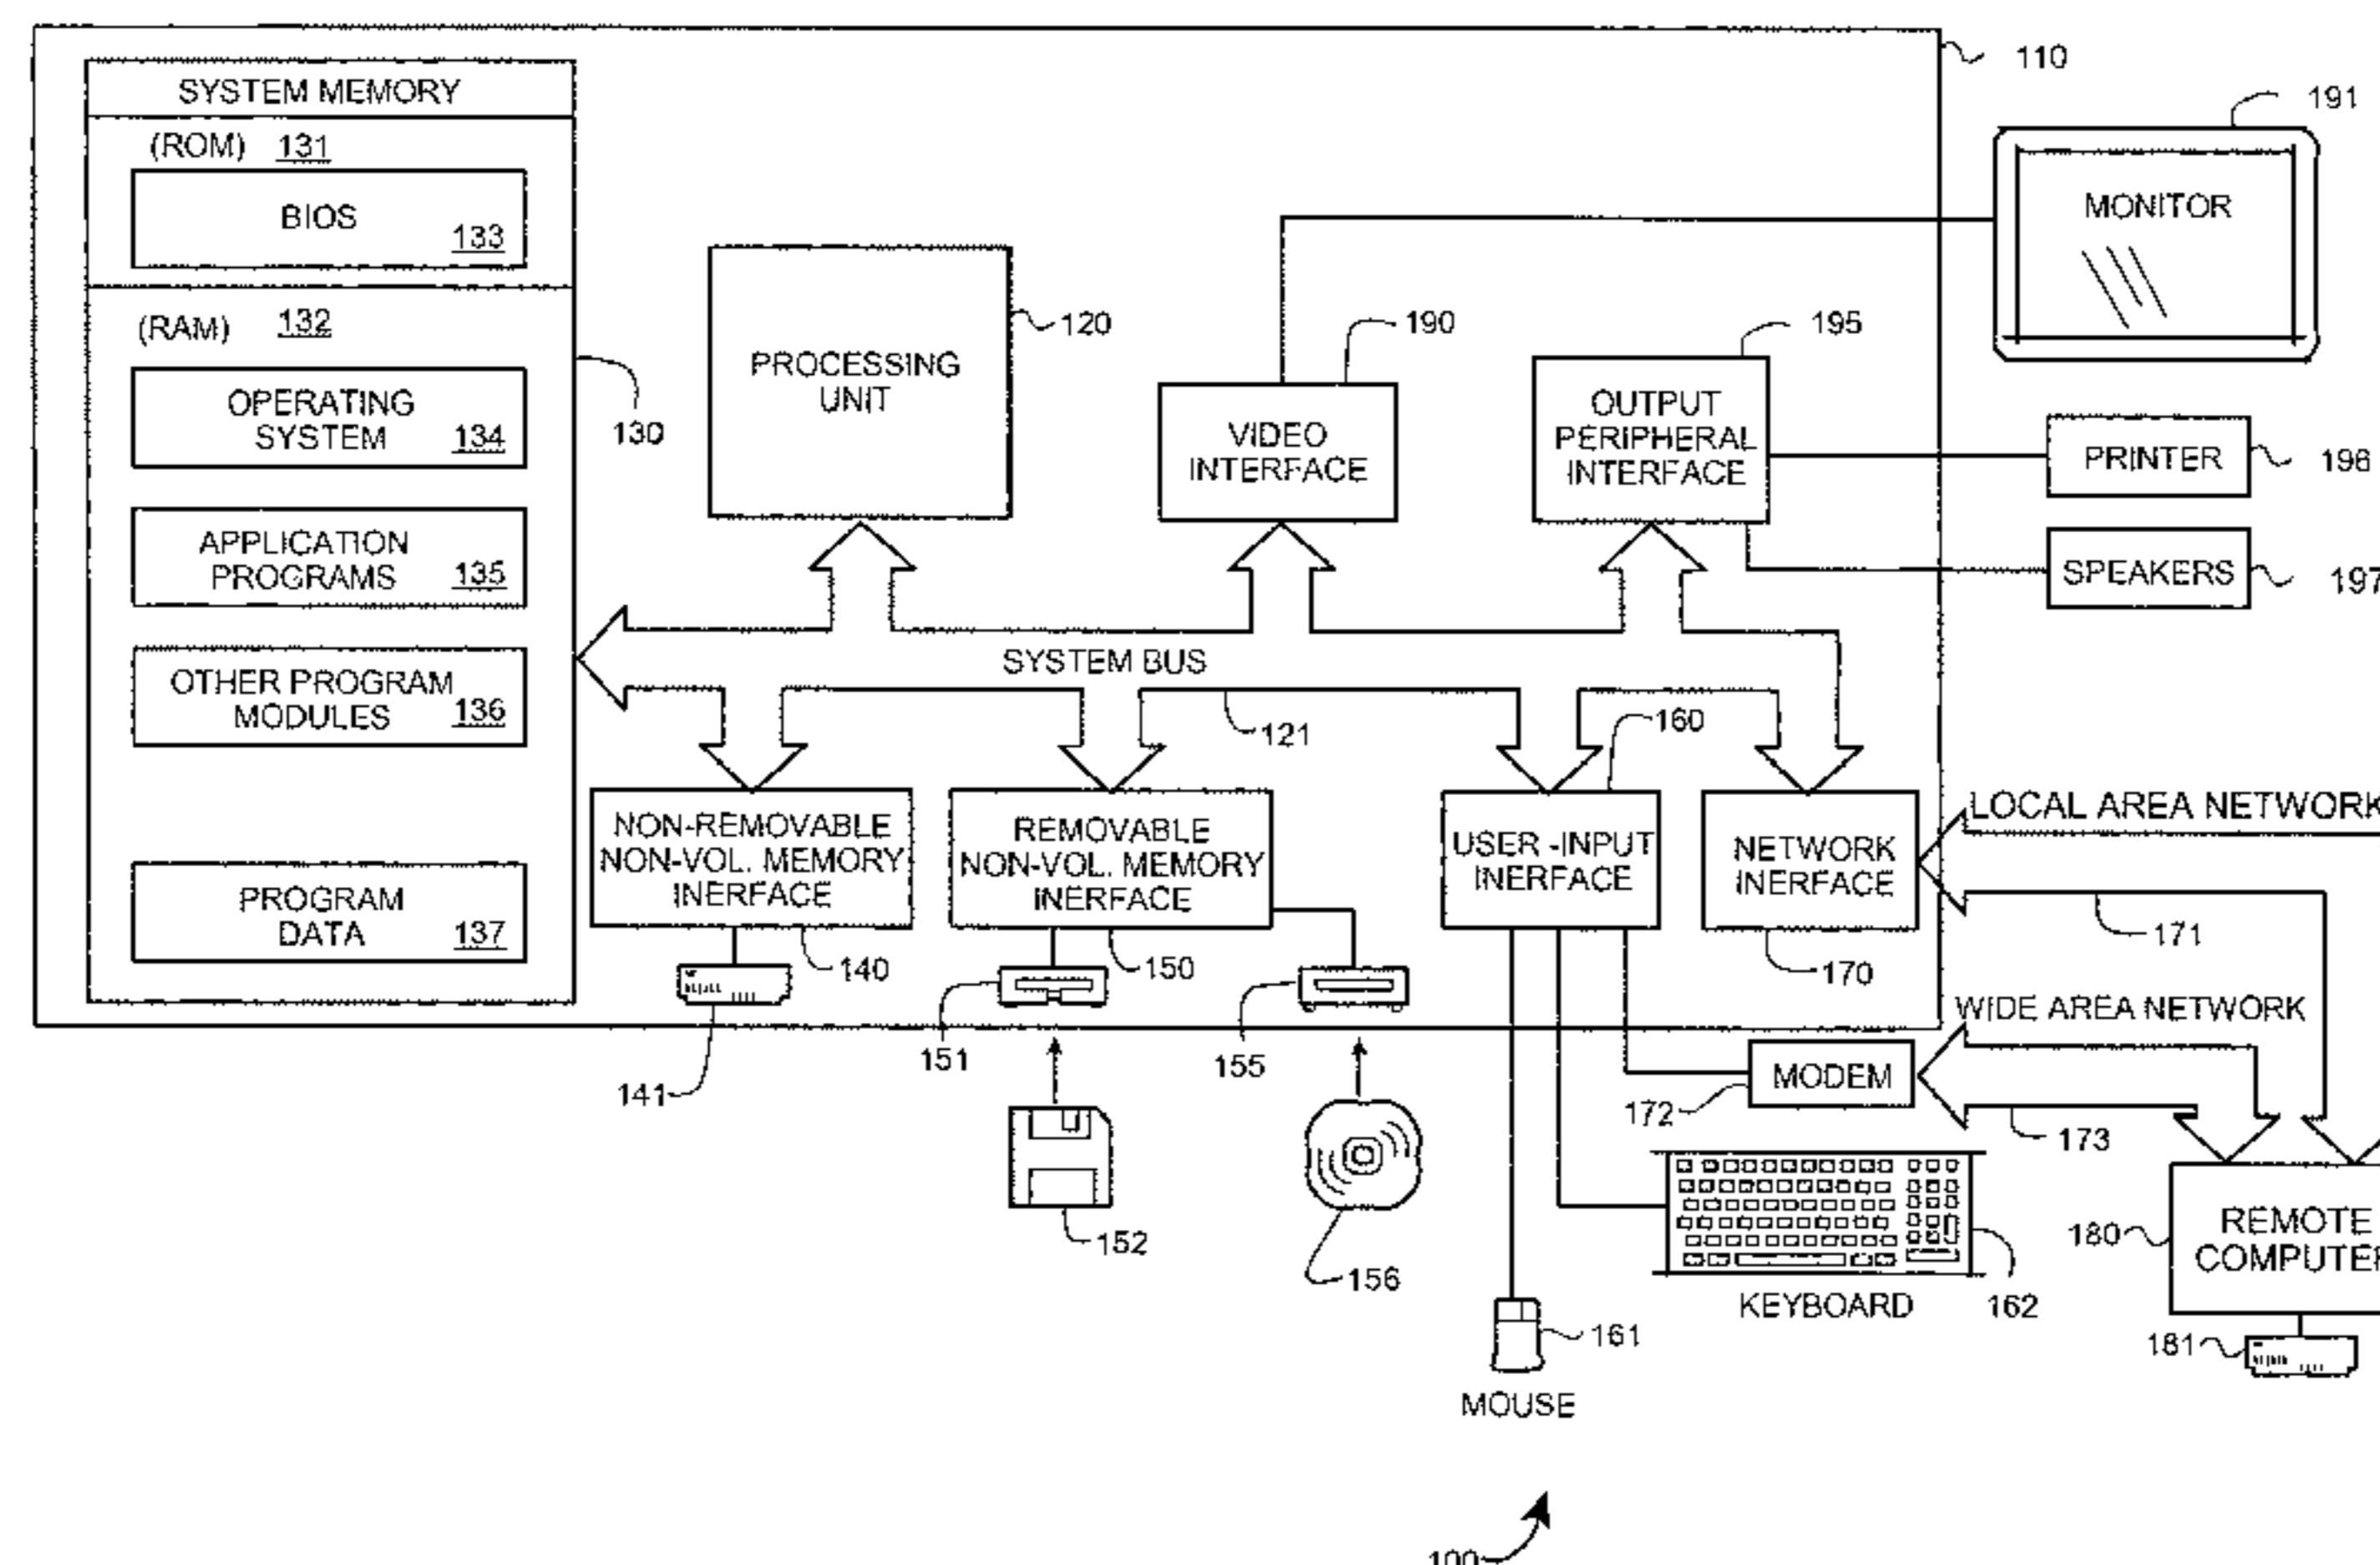 110
191
SYSTEM MEMORY
(ROM) 131
BIOS
133
MONITOR
(RAM) 132
120
190
195
PROCESSING
UNIT
OPERATING
SYSTEM 134
130
VIDEO
INTERFACE
OUTPUT
PERIPHERAL
INTERFACE
PRINTER
196
APPLICATION
PROGRAMS 135
SPEAKERS
197
SYSTEM BUS
OTHER PROGRAM
MODULES 136
121
160
NON-REMOVABLE
NON-VOL. MEMORY
INERFACE
REMOVABLE
NON-VOL. MEMORY
INERFACE
USER -INPUT
INERFACE
NETWORK
INERFACE
LOCAL AREA NETWORK
PROGRAM
DATA 137
140
150
170
171
WIDE AREA NETWORK
151
155
141
MODEM
172
173
152
156
180
REMOTE
COMPUTER
KEYBOARD
162
161
181
MOUSE
100